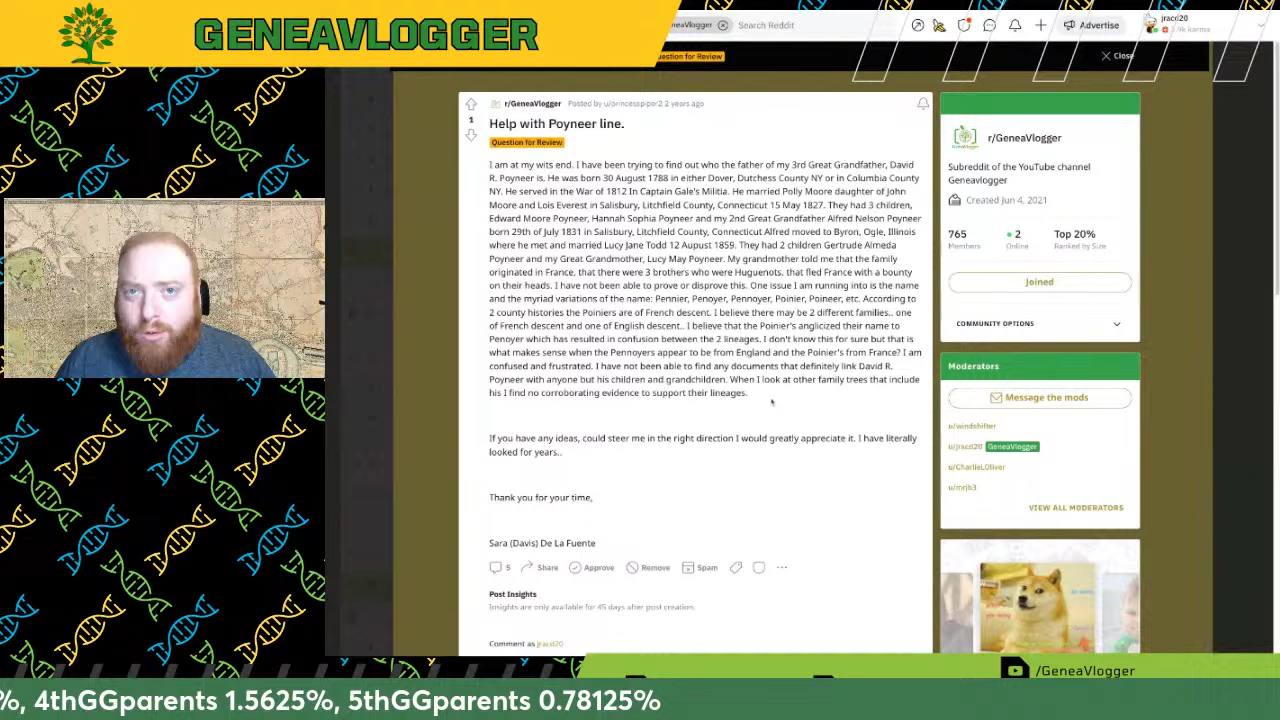 GENEAVLOGGER
Search Reddit
Advertise
jracd20
Question for Review
Close
r/GeneaVlogger
Posted by u/princesspiper2 2 years ago
1
Help with Poyneer line.
Question for Review
I am at my wits end. I have been trying to find out who the father of my 3rd Great Grandfather, David
R. Poyneer is. He was born 30 August 1788 in either Dover, Dutchess County NY or in Columbia County
NY. He served in the War of 1812 In Captain Gale's Militia. He married Polly Moore daughter of John
Moore and Lois Everest in Salisbury, Litchfield County, Connecticut 15 May 1827. They had 3 children,
Edward Moore Poyneer, Hannah Sophia Poyneer and my 2nd Great Grandfather Alfred Nelson Poyneer
born 29th of July 1831 in Salisbury, Litchfield County, Connecticut Alfred moved to Byron, Ogle, Illinois
where he met and married Lucy Jane Todd 12 August 1859. They had 2 children Gertrude Almeda
Poyneer and my Great Grandmother, Lucy May Poyneer. My grandmother told me that the family
originated in France, that there were 3 brothers who were Huguenots, that fled France with a bounty
on their heads. I have not been able to prove or disprove this. One issue I am running into is the name
and the myriad variations of the name: Pennier, Penoyer, Pennoyer, Poinier, Poineer, etc. According to
2 county histories the Poiniers are of French descent. I believe there may be 2 different families.. one
of French descent and one of English descent.. I believe that the Poinier's anglicized their name to
Penoyer which has resulted in confusion between the 2 lineages. I don't know this for sure but that is
what makes sense when the Pennoyers appear to be from England and the Poinier's from France? I am
confused and frustrated. I have not been able to find any documents that definitely link David R.
Poyneer with anyone but his children and grandchildren. When I look at other family trees that include
his I find no corroborating evidence to support their lineages.
If you have any ideas, could steer me in the right direction I would greatly appreciate it. I have literally
looked for years..
Thank you for your time,
Sara (Davis) De La Fuente
5 Share Approve Remove Spam
Post Insights
Insights are only available for 45 days after post creation.
Comment as jracd20
r/GeneaVlogger
Subreddit of the YouTube channel
Geneavlogger
Created Jun 4, 2021
765 2 Top 20%
Members Online Ranked by Size
Joined
COMMUNITY OPTIONS
Moderators
Message the mods
u/windshifter
u/jracd20 GeneaVlogger
u/CharlieLOliver
u/mrjb3
VIEW ALL MODERATORS
/GeneaVlogger
%, 4thGGparents 1.5625%, 5thGGparents 0.78125%